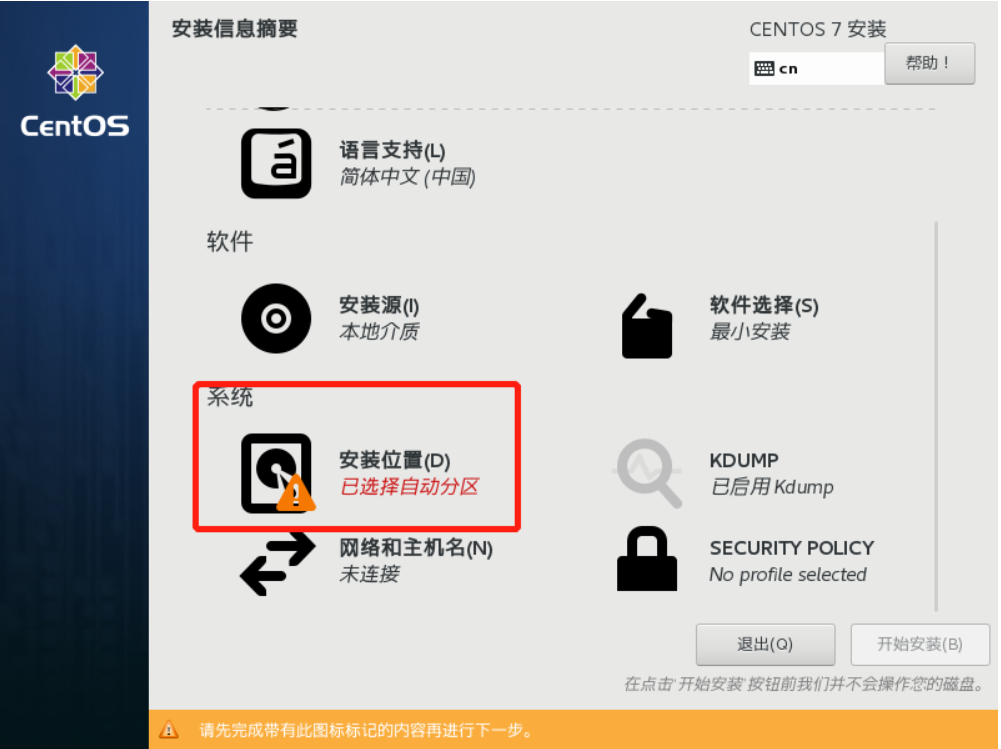 安装信息摘要
CENTOS 7 安装
cn
帮助！
CentOS
á
语言支持(L)
简体中文 (中国)
软件
安装源(I)
本地介质
软件选择(S)
最小安装
系统
安装位置(D)
已选择自动分区
KDUMP
已启用 Kdump
网络和主机名(N)
未连接
SECURITY POLICY
No profile selected
退出(Q)
开始安装(B)
在点击'开始安装'按钮前我们并不会操作您的磁盘。
请先完成带有此图标标记的内容再进行下一步。